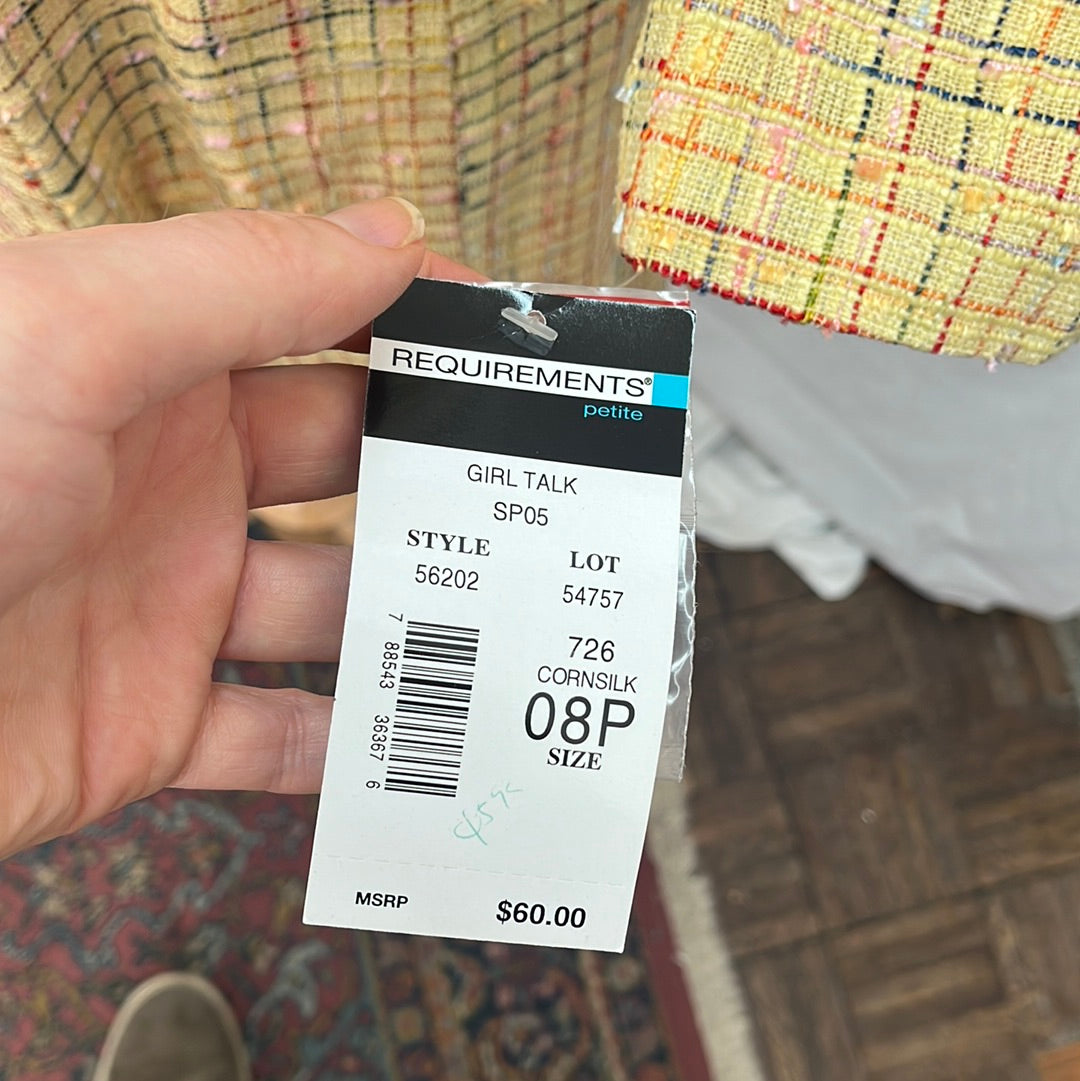 REQUIREMENTS®
petite
GIRL TALK
SP05
STYLE
56202
LOT
54757
726
CORNSILK
08P
SIZE
7 88543 36367 6
MSRP
$60.00